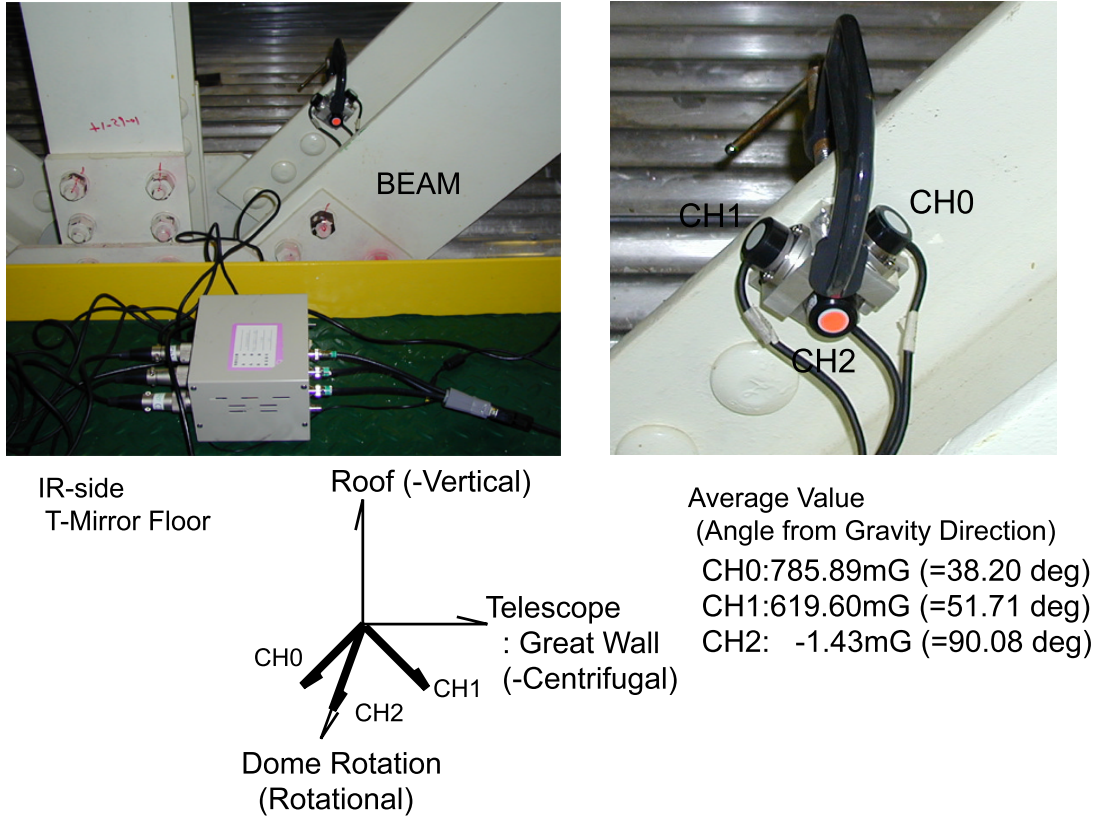 BEAM
CH1
CH0
CH2
IR-side
T-Mirror Floor
Roof (-Vertical)
Telescope
: Great Wall
(-Centrifugal)
CH0
CH1
CH2
Dome Rotation
(Rotational)
Average Value
(Angle from Gravity Direction)
CH0:785.89mG (=38.20 deg)
CH1:619.60mG (=51.71 deg)
CH2: -1.43mG (=90.08 deg)